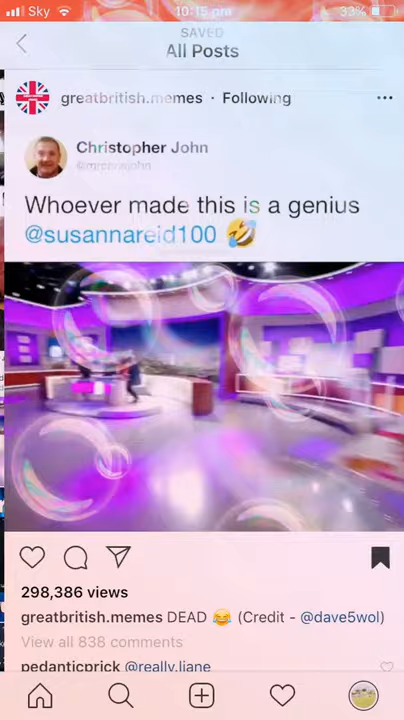 Sky 10:15 pm 33%
SAVED
All Posts
greatbritish.memes · Following
Christopher John
Whoever made this is a genius
@susannareid100 🤣
298,386 views
greatbritish.memes DEAD 😂 (Credit - @dave5wol)
View all 838 comments
pedanticprick @really.liane